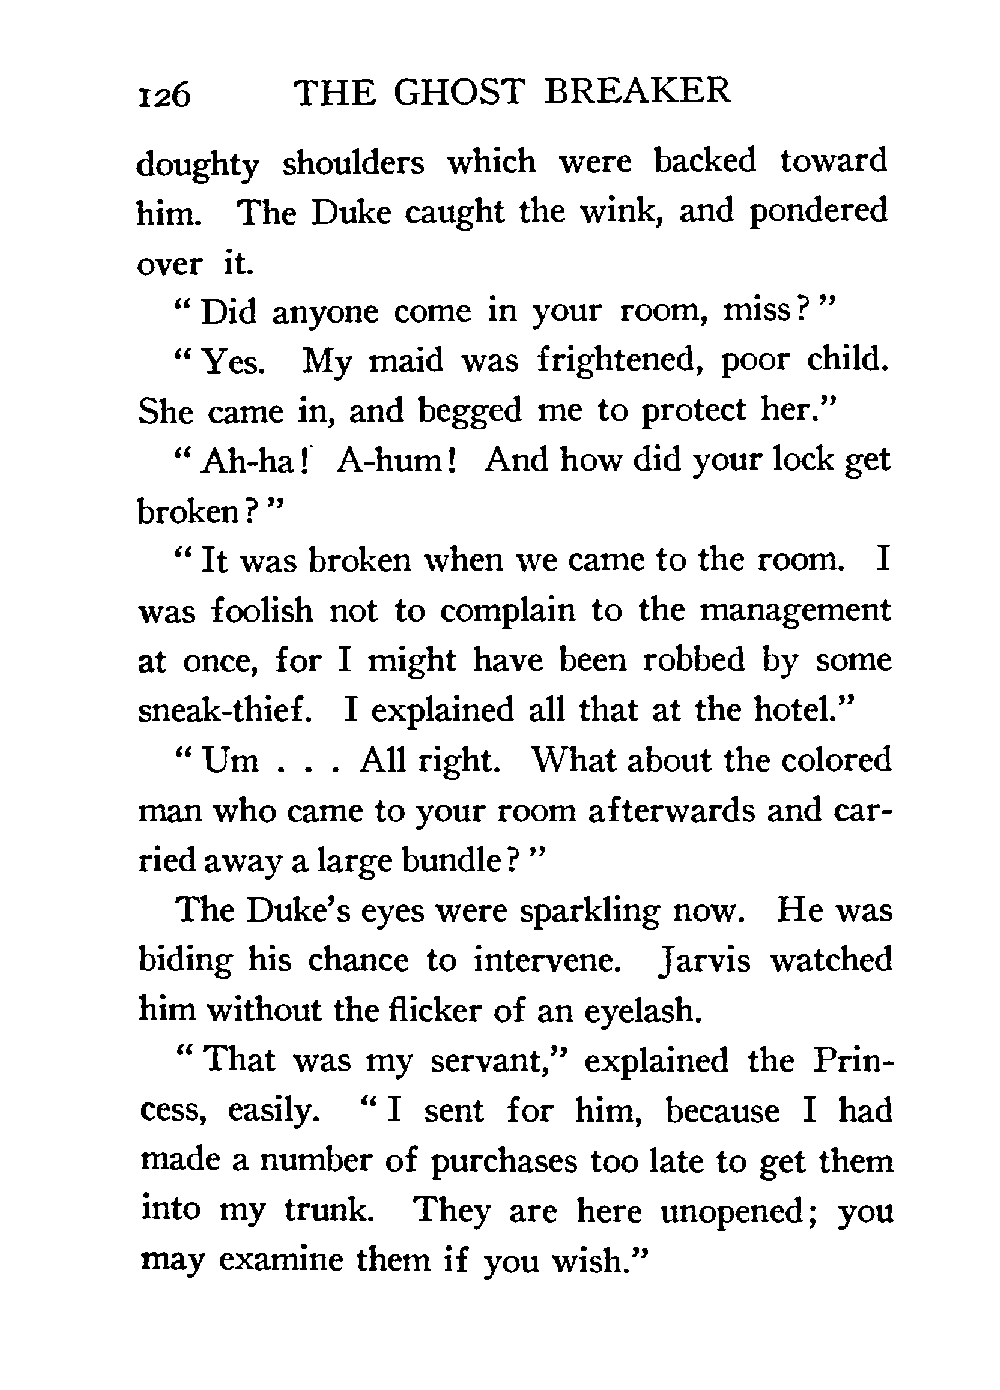 126 THE GHOST BREAKER
doughty shoulders which were backed toward
him. The Duke caught the wink, and pondered
over it.
“ Did anyone come in your room, miss? ”
“ Yes. My maid was frightened, poor child.
She came in, and begged me to protect her.”
“ Ah-ha! A-hum! And how did your lock get
broken? ”
“ It was broken when we came to the room. I
was foolish not to complain to the management
at once, for I might have been robbed by some
sneak-thief. I explained all that at the hotel.”
“ Um . . . All right. What about the colored
man who came to your room afterwards and car-
ried away a large bundle? ”
The Duke’s eyes were sparkling now. He was
biding his chance to intervene. Jarvis watched
him without the flicker of an eyelash.
“ That was my servant,” explained the Prin-
cess, easily. “ I sent for him, because I had
made a number of purchases too late to get them
into my trunk. They are here unopened; you
may examine them if you wish.”